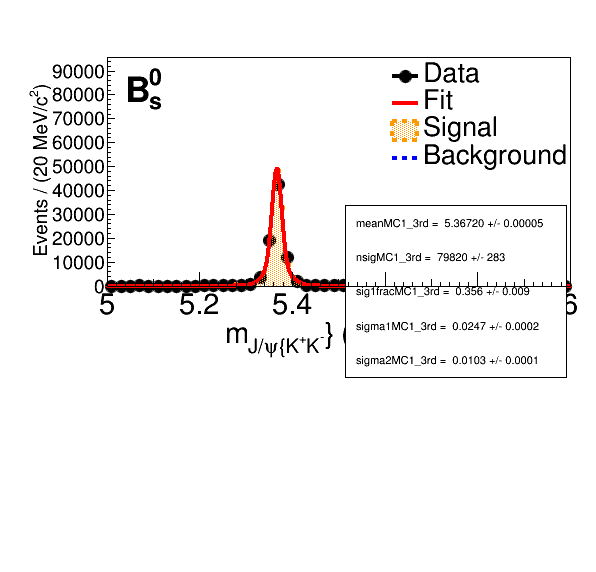 B_s^0
Data
Fit
Signal
Background
Events / (20 MeV/c²)
90000
80000
70000
60000
50000
40000
30000
20000
10000
0
meanMC1_3rd = 5.36720 +/- 0.00005
nsigMC1_3rd = 79820 +/- 283
sig1fracMC1_3rd = 0.356 +/- 0.009
sigma1MC1_3rd = 0.0247 +/- 0.0002
sigma2MC1_3rd = 0.0103 +/- 0.0001
5 5.2 5.4 6
m_{J/ψ{K⁺K⁻} (